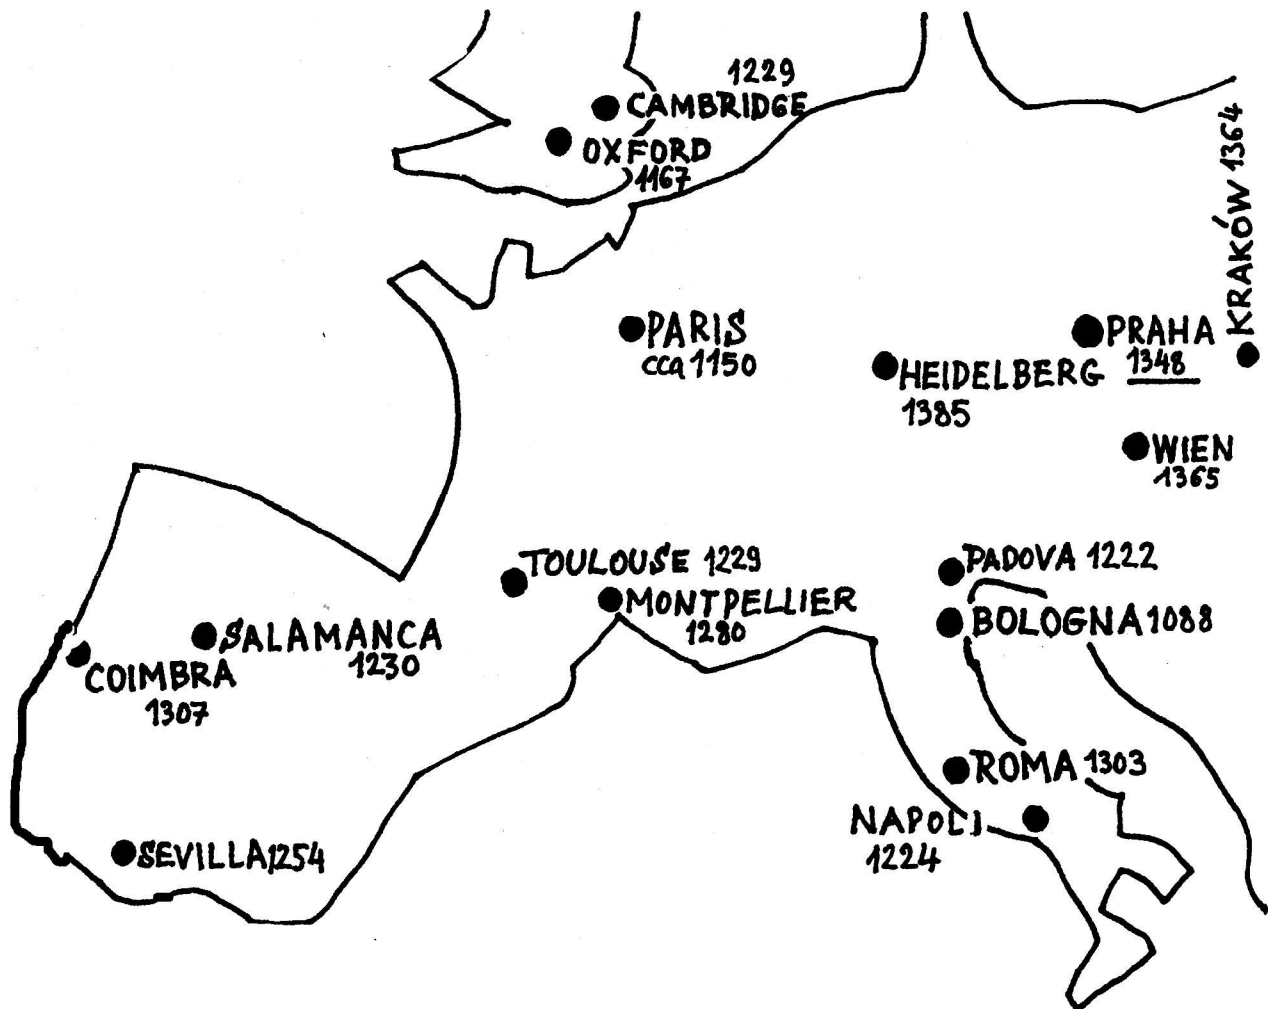 1229
CAMBRIDGE
OXFORD
1167
KRAKÓW 1364
PARIS
cca 1150
PRAHA
1348
HEIDELBERG
1385
WIEN
1365
TOULOUSE 1229
PADOVA 1222
MONTPELLIER
1280
BOLOGNA 1088
SALAMANCA
1230
COIMBRA
1307
ROMA 1303
NAPOLI
1224
SEVILLA 1254